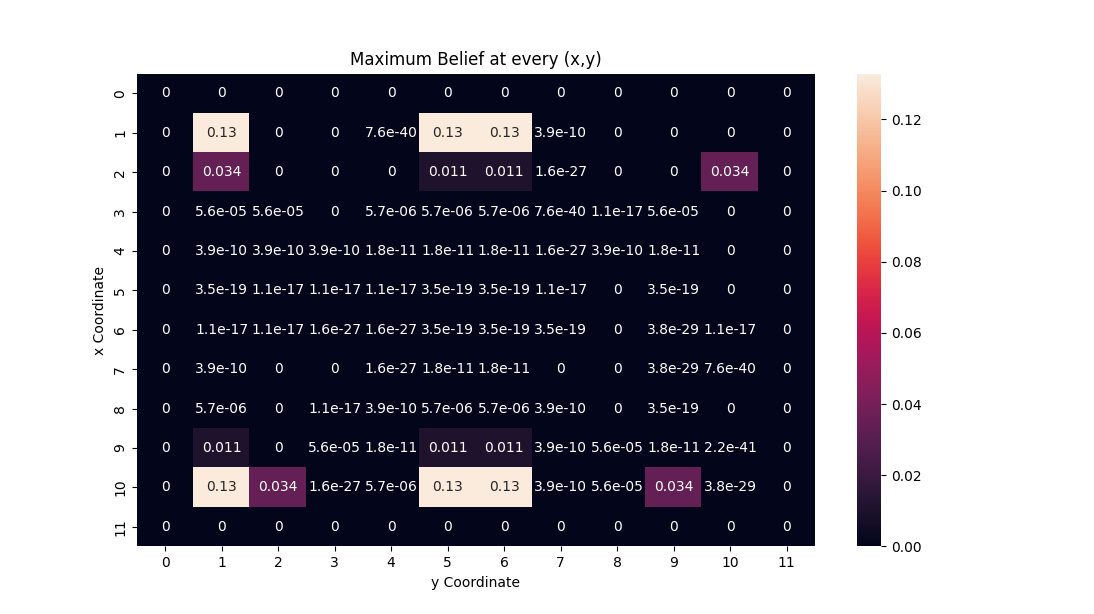 Maximum Belief at every (x,y)
0 0 0 0 0 0 0 0 0 0 0 0 0
1 0 0.13 0 0 7.6e-40 0.13 0.13 3.9e-10 0 0 0 0
2 0 0.034 0 0 0 0.011 0.011 1.6e-27 0 0 0.034 0
3 0 5.6e-05 5.6e-05 0 5.7e-06 5.7e-06 5.7e-06 7.6e-40 1.1e-17 5.6e-05 0 0
4 0 3.9e-10 3.9e-10 3.9e-10 1.8e-11 1.8e-11 1.8e-11 1.6e-27 3.9e-10 1.8e-11 0 0
5 0 3.5e-19 1.1e-17 1.1e-17 1.1e-17 3.5e-19 3.5e-19 1.1e-17 0 3.5e-19 0 0
6 0 1.1e-17 1.1e-17 1.6e-27 1.6e-27 3.5e-19 3.5e-19 3.5e-19 0 3.8e-29 1.1e-17 0
7 0 3.9e-10 0 0 1.6e-27 1.8e-11 1.8e-11 0 0 3.8e-29 7.6e-40 0
8 0 5.7e-06 0 1.1e-17 3.9e-10 5.7e-06 5.7e-06 3.9e-10 0 3.5e-19 0 0
9 0 0.011 0 5.6e-05 1.8e-11 0.011 0.011 3.9e-10 5.6e-05 1.8e-11 2.2e-41 0
10 0 0.13 0.034 1.6e-27 5.7e-06 0.13 0.13 3.9e-10 5.6e-05 0.034 3.8e-29 0
11 0 0 0 0 0 0 0 0 0 0 0 0
0 1 2 3 4 5 6 7 8 9 10 11
y Coordinate
x Coordinate
0.12
0.10
0.08
0.06
0.04
0.02
0.00